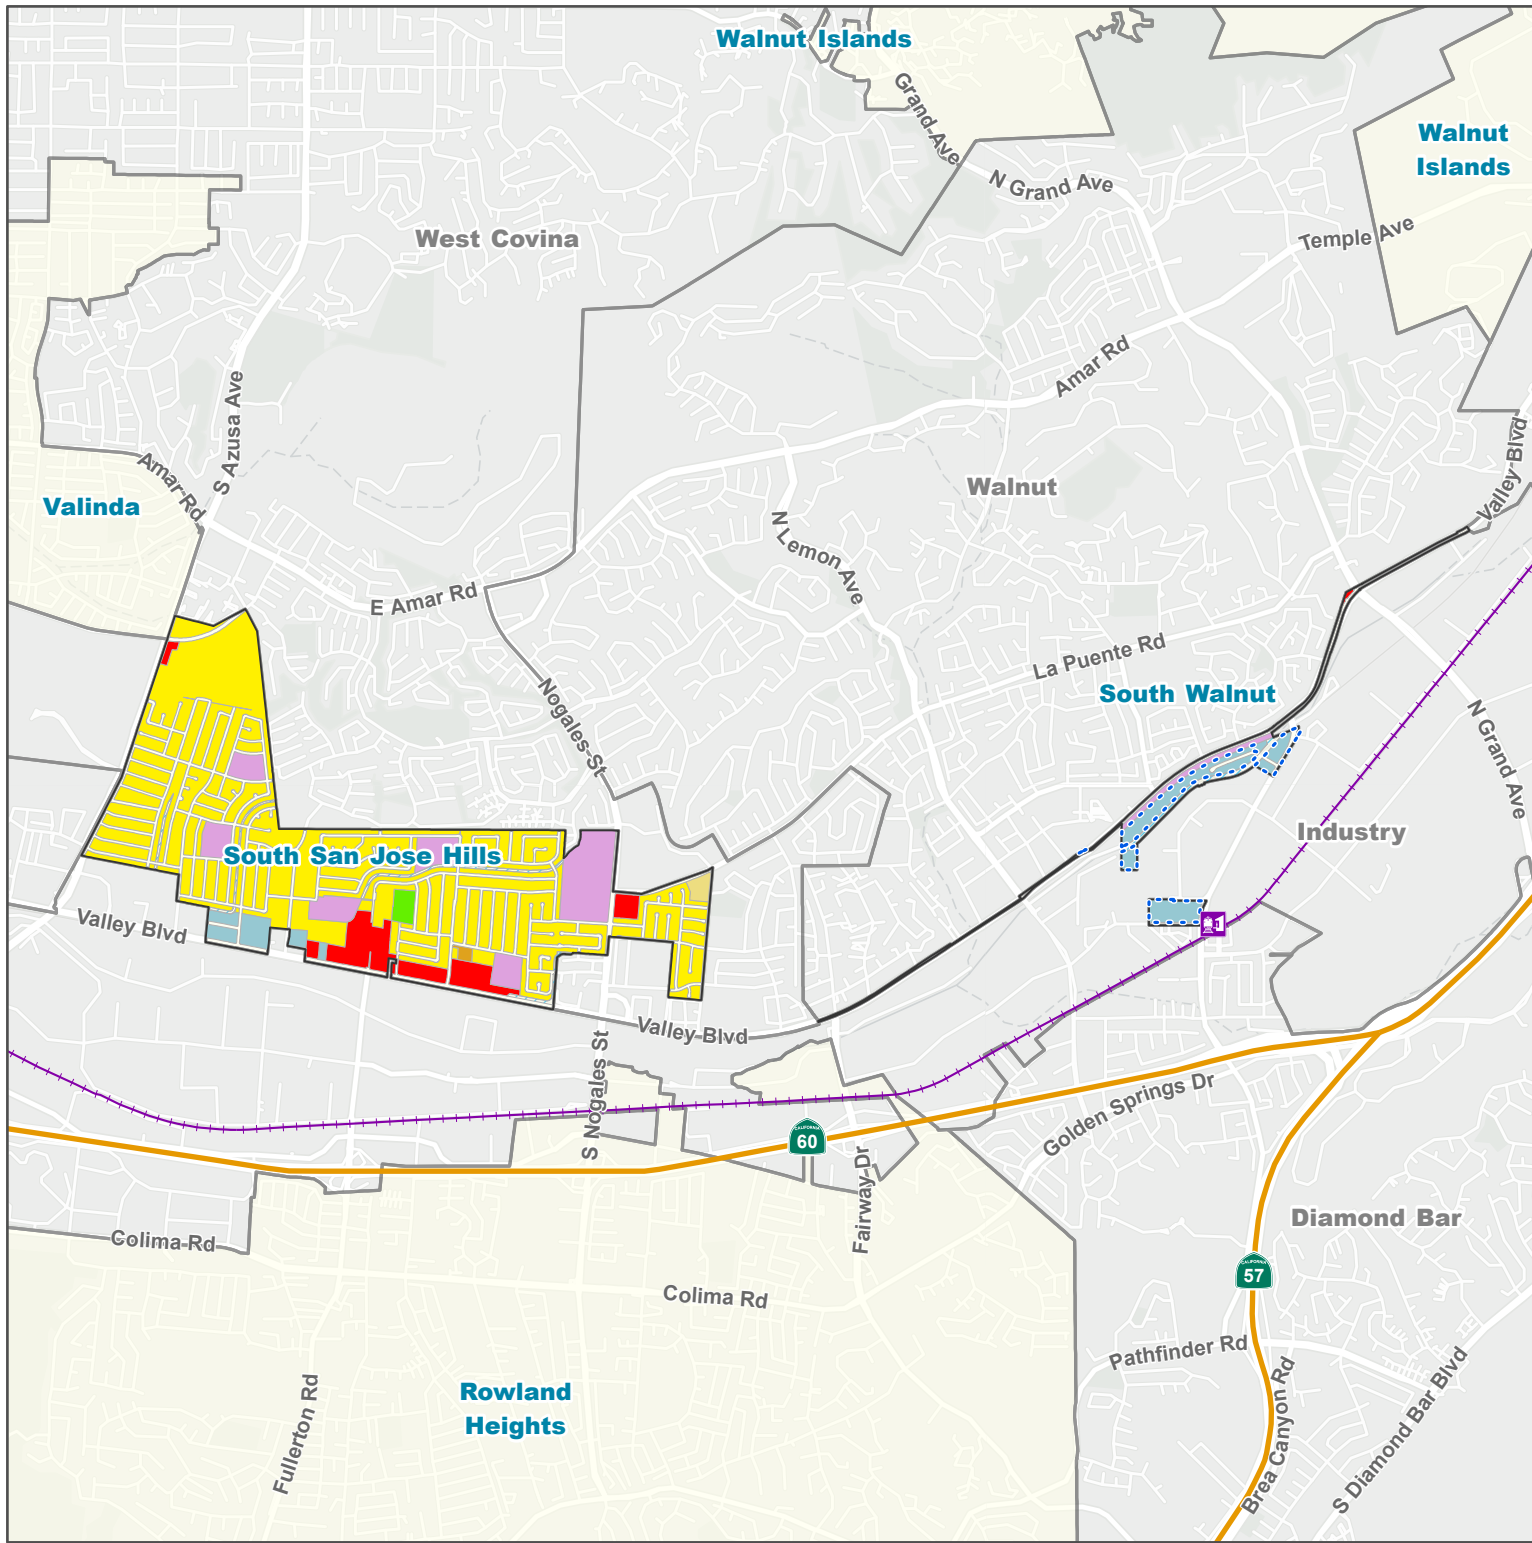 Walnut Islands
Grand Ave
Walnut
Islands
N Grand Ave
Temple Ave
West Covina
Amar Rd
S Azusa Ave
Valley Blvd
Amar Rd
Walnut
Valinda
N Lemon Ave
E Amar Rd
La Puente Rd
South Walnut
Nogales St
N Grand Ave
Industry
South San Jose Hills
Valley Blvd
Valley Blvd
S Nogales St
Golden Springs Dr
CALIFORNIA
60
Fairway Dr
Diamond Bar
Colima Rd
CALIFORNIA
57
Colima Rd
Pathfinder Rd
Rowland
Heights
Fullerton Rd
Brea Canyon Rd
S Diamond Bar Blvd